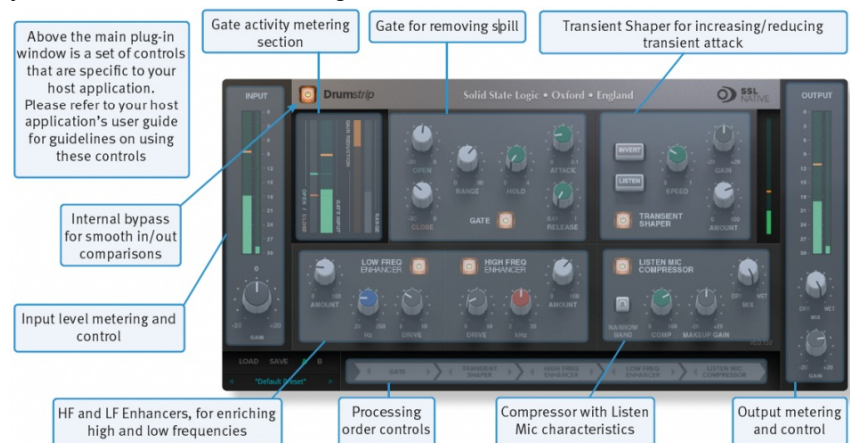 Above the main plug-in
window is a set of controls
that are specific to your
host application.
Please refer to your host
application's user guide
for guidelines on using
these controls
Gate activity metering
section
Gate for removing spill
Transient Shaper for increasing/reducing
transient attack
Internal bypass
for smooth in/out
comparisons
Input level metering and
control
INPUT
GAIN
Drumstrip
Solid State Logic • Oxford • England
SSL
NATIVE
OUTPUT
OPEN
RANGE
HOLD
ATTACK
CLOSE
GATE
RELEASE
INVERT
LISTEN
SPEED
GAIN
TRANSIENT
SHAPER
AMOUNT
LOW FREQ
ENHANCER
HIGH FREQ
ENHANCER
AMOUNT
Hz
DRIVE
DRIVE
kHz
AMOUNT
LISTEN MIC
COMPRESSOR
DRY WET
MIX
NARROW
BAND
COMP
MAKEUP GAIN
DRY WET
MIX
GAIN
LOAD SAVE A B
"Default Preset"
GATE
TRANSIENT
SHAPER
HIGH FREQ
ENHANCER
LOW FREQ
ENHANCER
LISTEN MIC
COMPRESSOR
HF and LF Enhancers, for enriching
high and low frequencies
Processing
order controls
Compressor with Listen
Mic characteristics
Output metering
and control